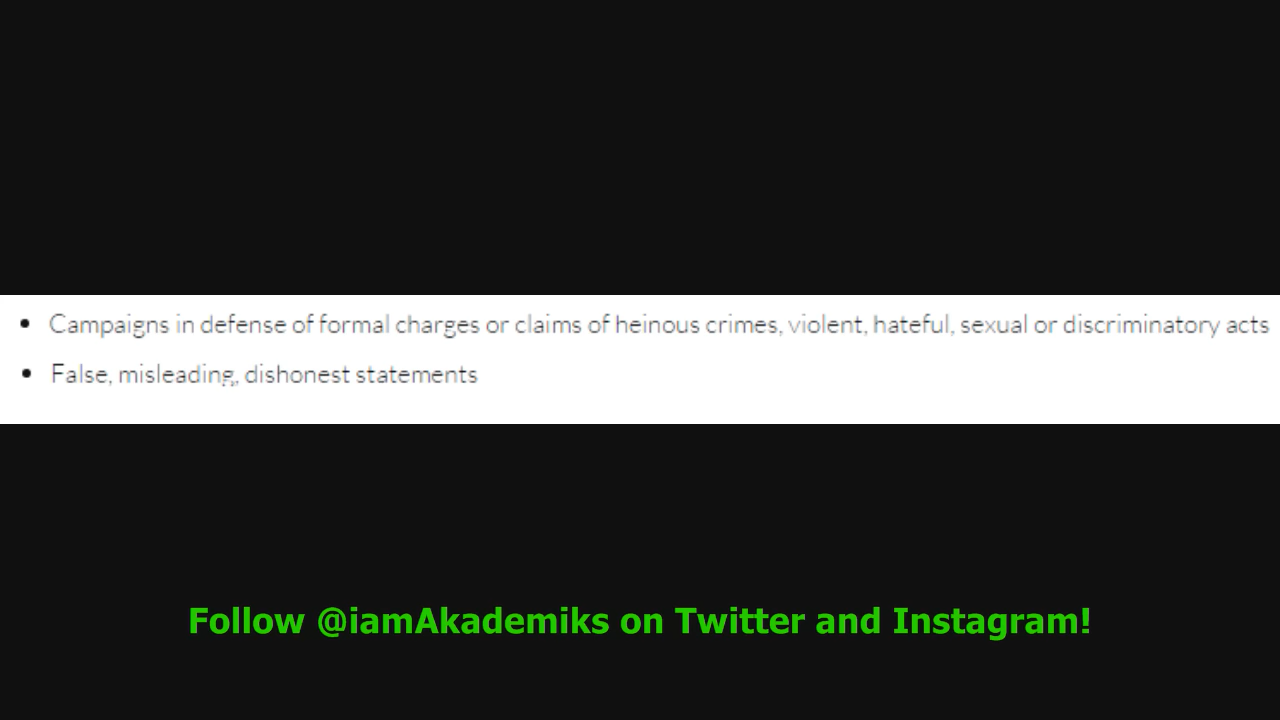 • Campaigns in defense of formal charges or claims of heinous crimes, violent, hateful, sexual or discriminatory acts
• False, misleading, dishonest statements
Follow @iamAkademiks on Twitter and Instagram!